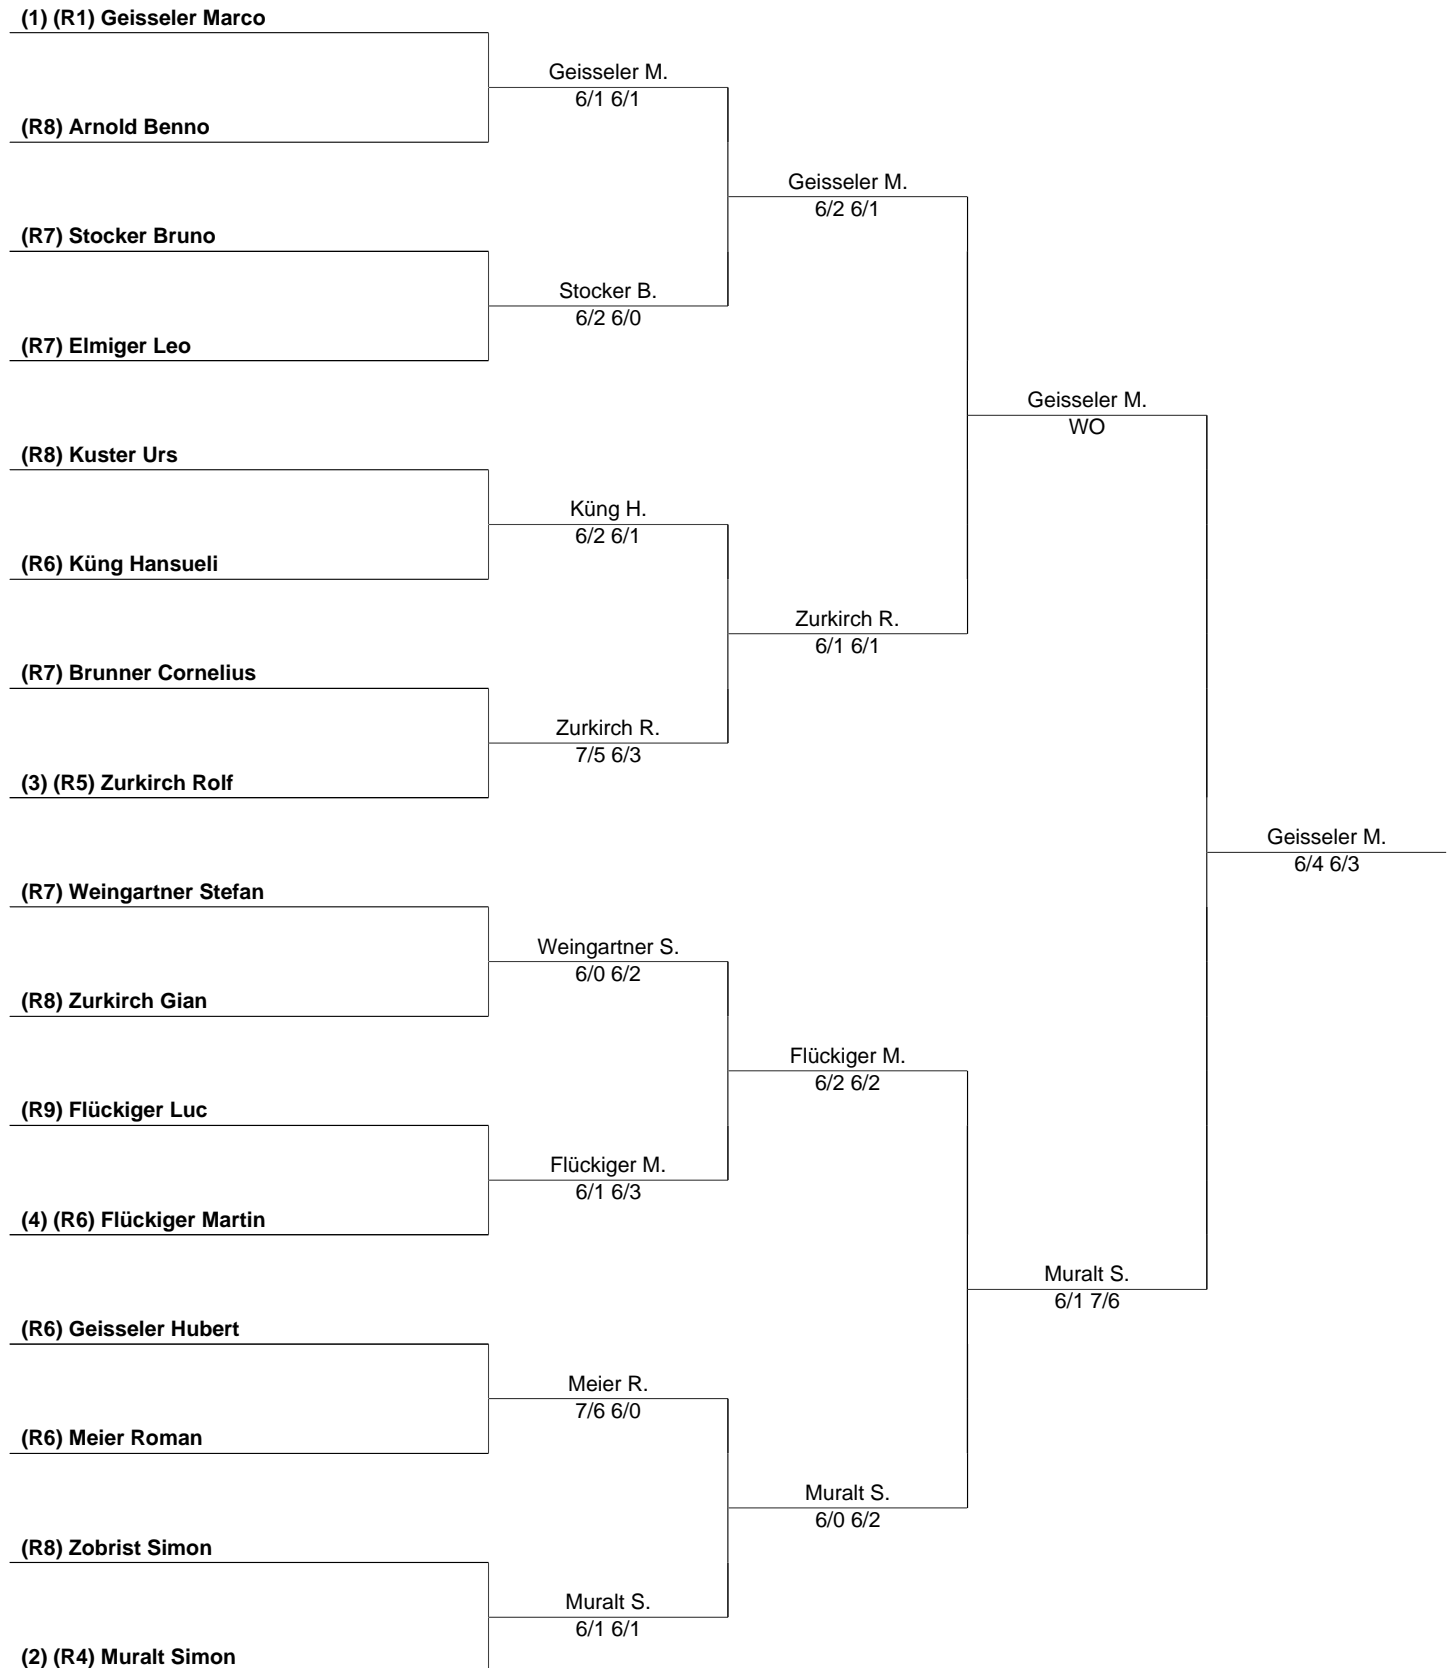 (1) (R1) Geisseler Marco
Geisseler M.
6/1 6/1
(R8) Arnold Benno
Geisseler M.
6/2 6/1
(R7) Stocker Bruno
Stocker B.
6/2 6/0
(R7) Elmiger Leo
Geisseler M.
WO
(R8) Kuster Urs
Küng H.
6/2 6/1
(R6) Küng Hansueli
Zurkirch R.
6/1 6/1
(R7) Brunner Cornelius
Zurkirch R.
7/5 6/3
(3) (R5) Zurkirch Rolf
Geisseler M.
6/4 6/3
(R7) Weingartner Stefan
Weingartner S.
6/0 6/2
(R8) Zurkirch Gian
Flückiger M.
6/2 6/2
(R9) Flückiger Luc
Flückiger M.
6/1 6/3
(4) (R6) Flückiger Martin
Muralt S.
6/1 7/6
(R6) Geisseler Hubert
Meier R.
7/6 6/0
(R6) Meier Roman
Muralt S.
6/0 6/2
(R8) Zobrist Simon
Muralt S.
6/1 6/1
(2) (R4) Muralt Simon